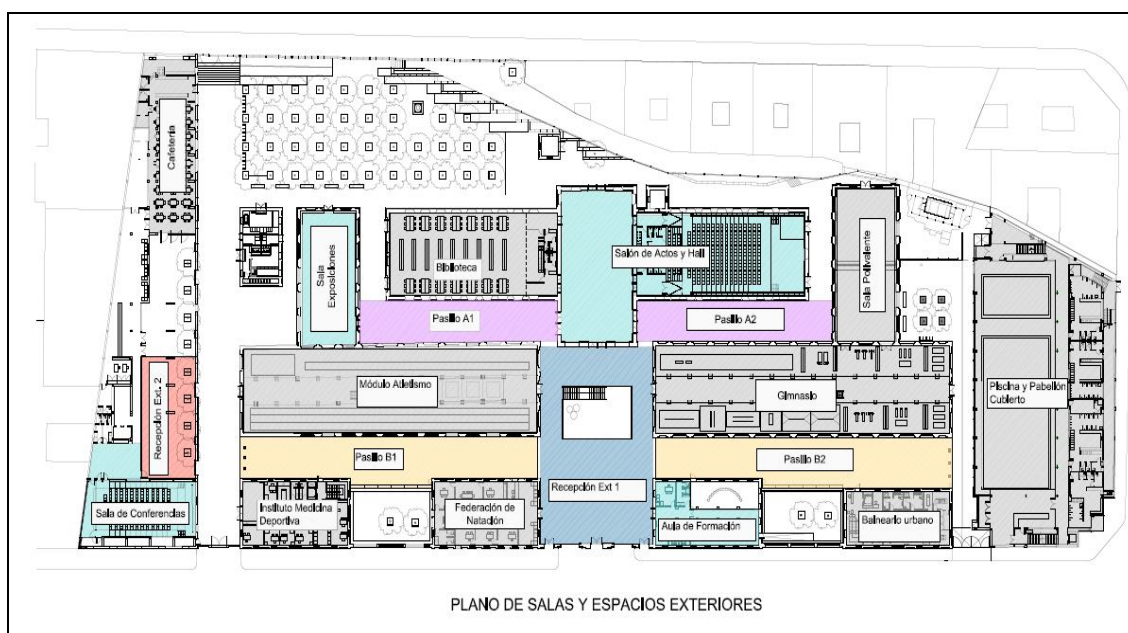 Cafetería
Sala
Exposiciones
Biblioteca
Salón de Actos y Hall
Sala Polivalente
Pasillo A1
Pasillo A2
Recepción Ext. 2
Módulo Atletismo
Gimnasio
Piscina y Pabellón
Cubierto
Pasillo B1
Pasillo B2
Sala de Conferencias
Instituto Medicina
Deportiva
Federación de
Natación
Recepción Ext 1
Aula de Formación
Balneario urbano
PLANO DE SALAS Y ESPACIOS EXTERIORES